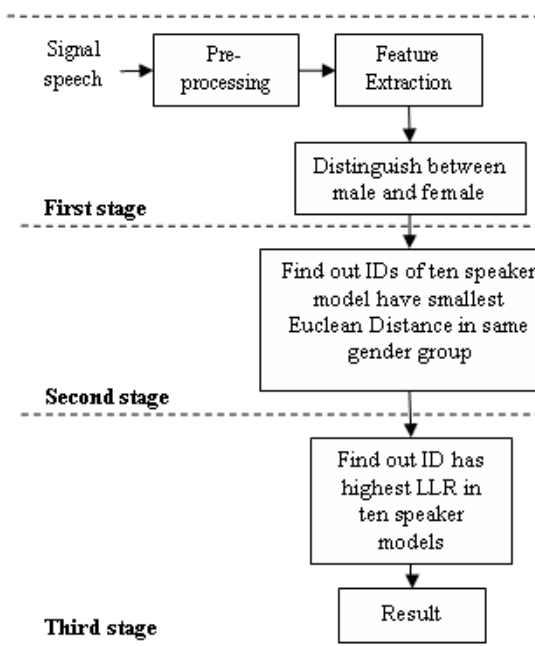 Signal
speech
Pre-
processing
Feature
Extraction
Distinguish between
male and female
First stage
Find out IDs of ten speaker
model have smallest
Euclean Distance in same
gender group
Second stage
Find out ID has
highest LLR in
ten speaker
models
Result
Third stage